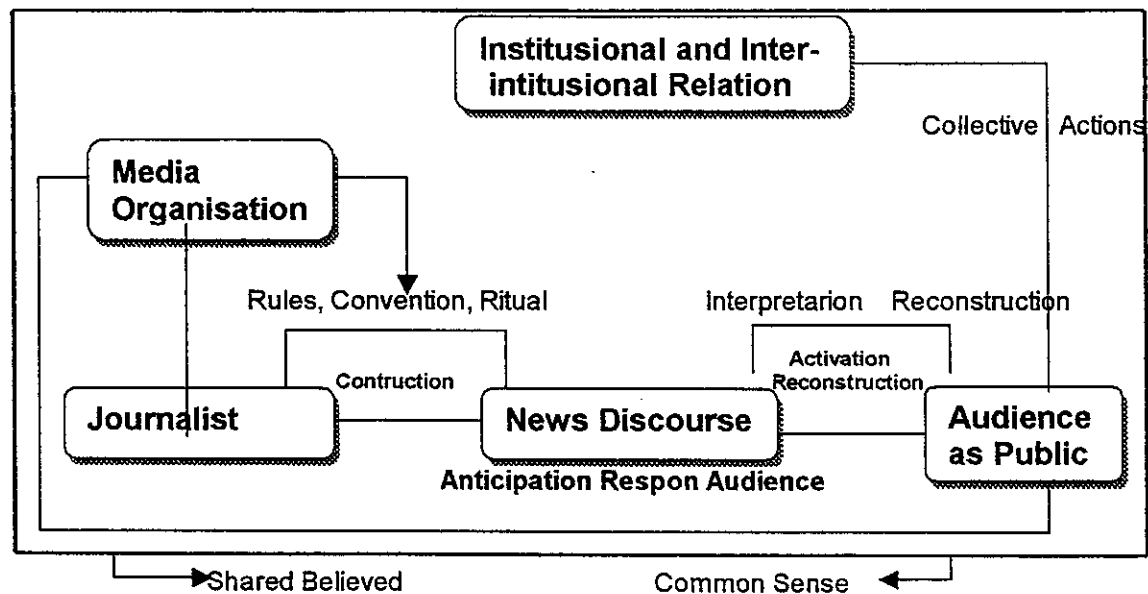 Institusional and Inter-
intitusional Relation
Collective Actions
Media
Organisation
Rules, Convention, Ritual
Interpretarion Reconstruction
Contruction
Activation
Reconstruction
Journalist
News Discourse
Audience
as Public
Anticipation Respon Audience
Shared Believed
Common Sense